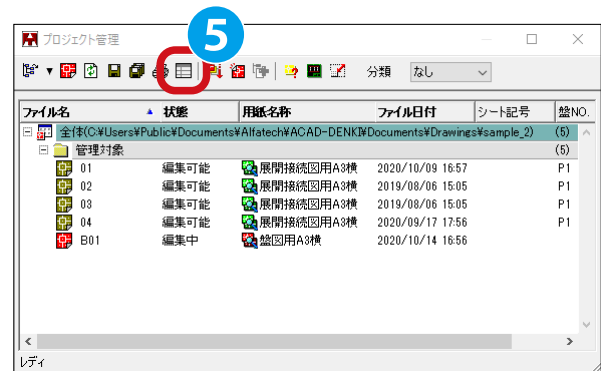 プロジェクト管理
5
分類 なし
ファイル名 状態 用紙名称 ファイル日付 シート記号 盤NO.
全体(C:¥Users¥Public¥Documents¥Alfatech¥ACAD-DENKI¥Documents¥Drawings¥sample_2) (5)
管理対象 (5)
01 編集可能 展開接続図用A3横 2020/10/09 16:57 P1
02 編集可能 展開接続図用A3横 2019/08/06 15:05 P1
03 編集可能 展開接続図用A3横 2019/08/06 15:05 P1
04 編集可能 展開接続図用A3横 2020/09/17 17:56 P1
B01 編集中 盤図用A3横 2020/10/14 16:56
レディ